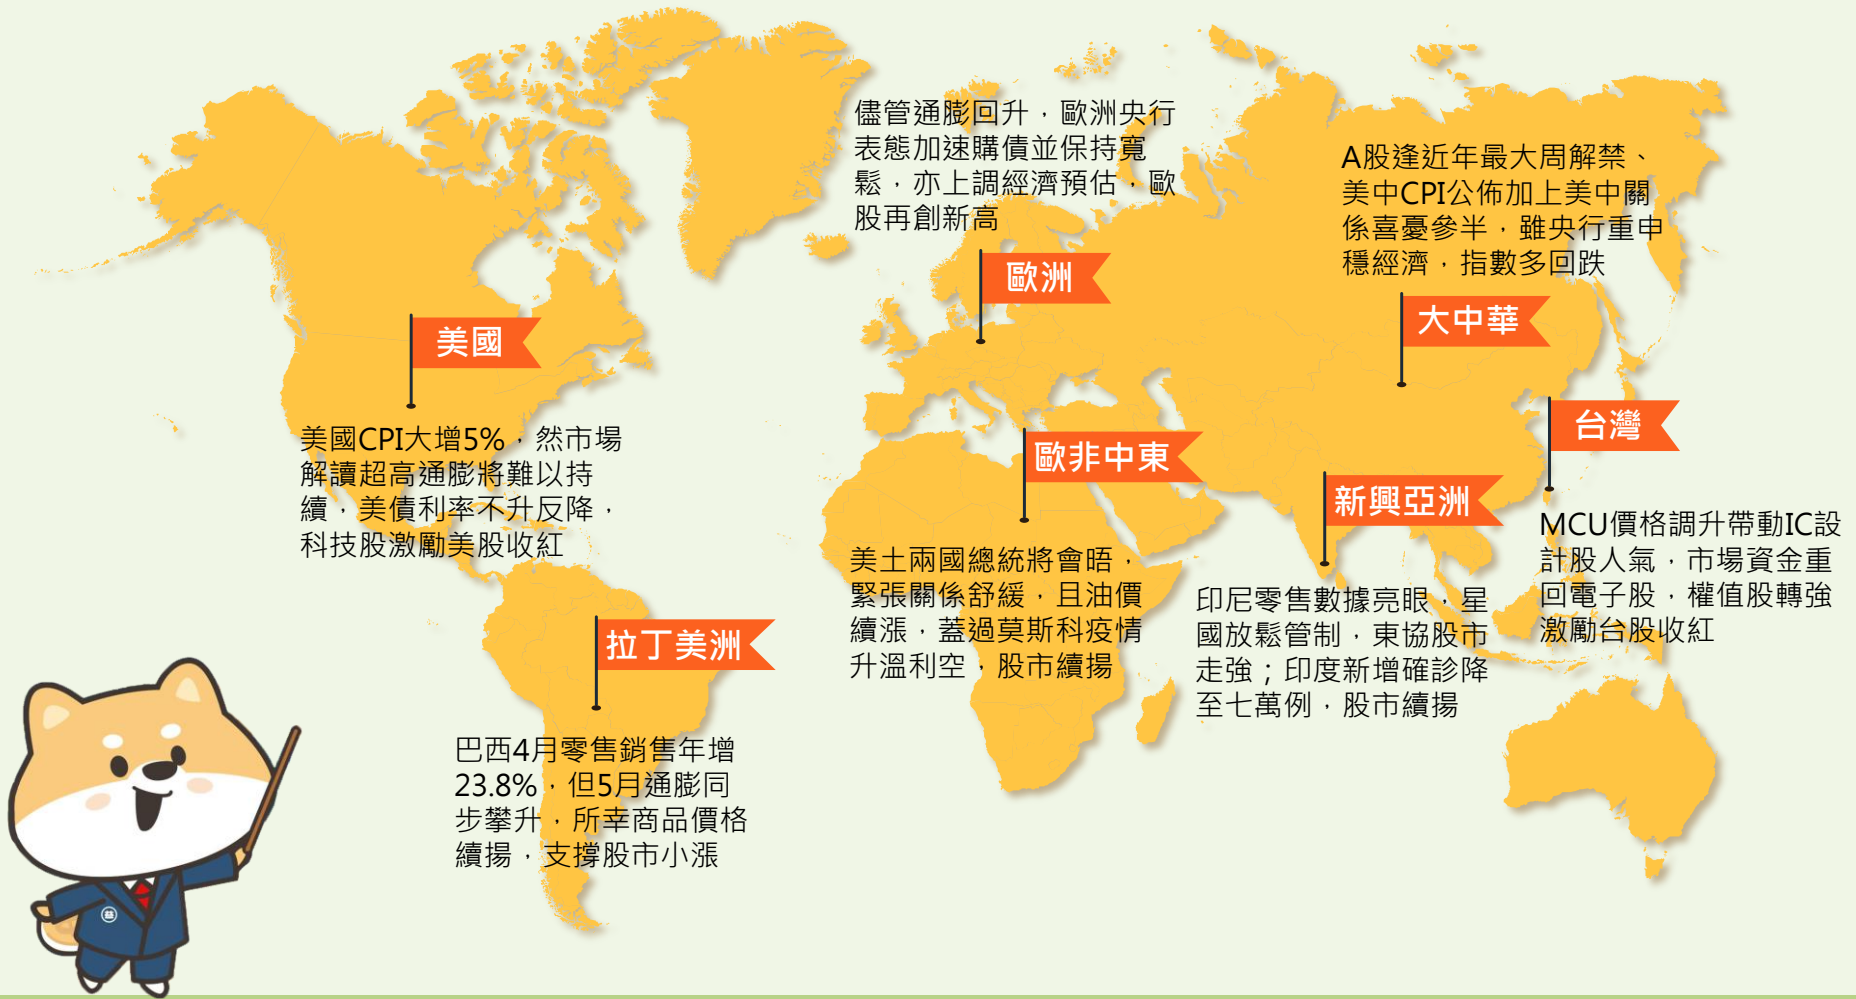 美國
美國CPI大增5%，然市場
解讀超高通膨將難以持
續，美債利率不升反降，
科技股激勵美股收紅
拉丁美洲
巴西4月零售銷售年增
23.8%，但5月通膨同
步攀升，所幸商品價格
續揚，支撐股市小漲
儘管通膨回升，歐洲央行
表態加速購債並保持寬
鬆，亦上調經濟預估，歐
股再創新高
歐洲
歐非中東
美土兩國總統將會晤，
緊張關係舒緩，且油價
續漲，蓋過莫斯科疫情
升溫利空，股市續揚
A股逢近年最大周解禁、
美中CPI公佈加上美中關
係喜憂參半，雖央行重申
穩經濟，指數多回跌
大中華
新興亞洲
印尼零售數據亮眼，星
國放鬆管制，東協股市
走強；印度新增確診降
至七萬例，股市續揚
台灣
MCU價格調升帶動IC設
計股人氣，市場資金重
回電子股，權值股轉強
激勵台股收紅